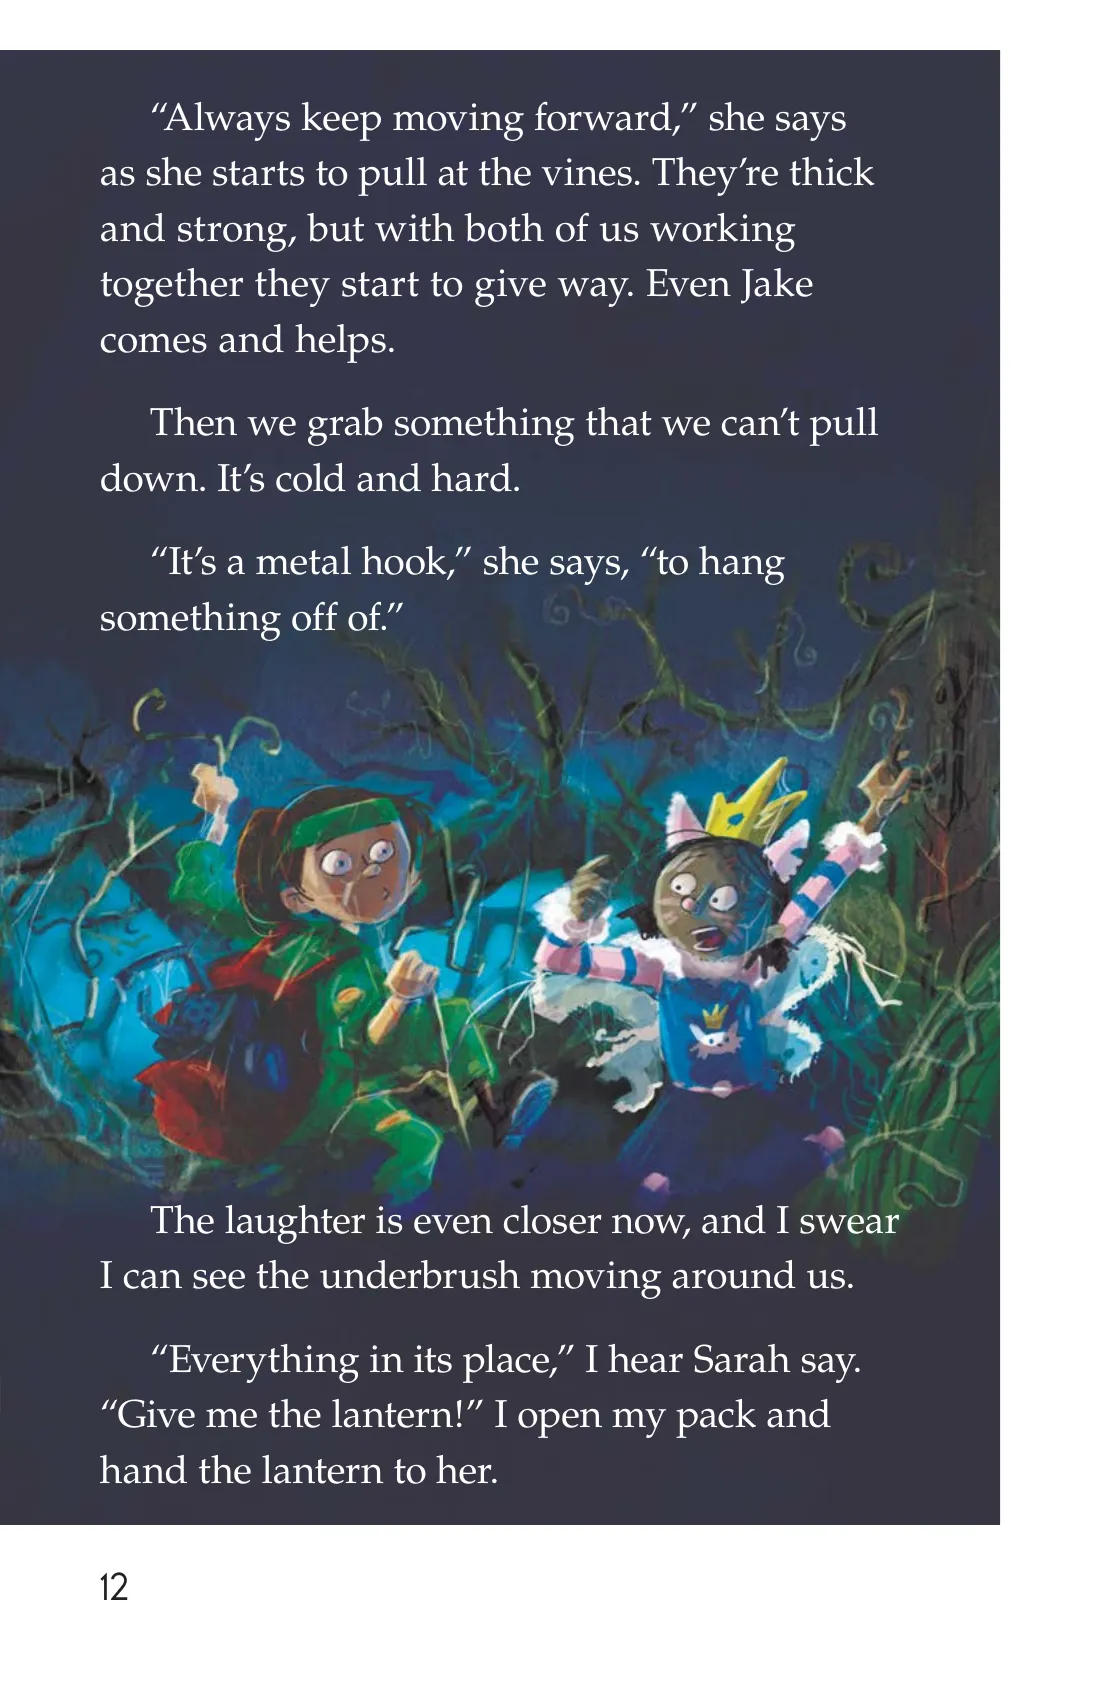 “Always keep moving forward,” she says
as she starts to pull at the vines. They’re thick
and strong, but with both of us working
together they start to give way. Even Jake
comes and helps.
Then we grab something that we can’t pull
down. It’s cold and hard.
“It’s a metal hook,” she says, “to hang
something off of.”
The laughter is even closer now, and I swear
I can see the underbrush moving around us.
“Everything in its place,” I hear Sarah say.
“Give me the lantern!” I open my pack and
hand the lantern to her.
12